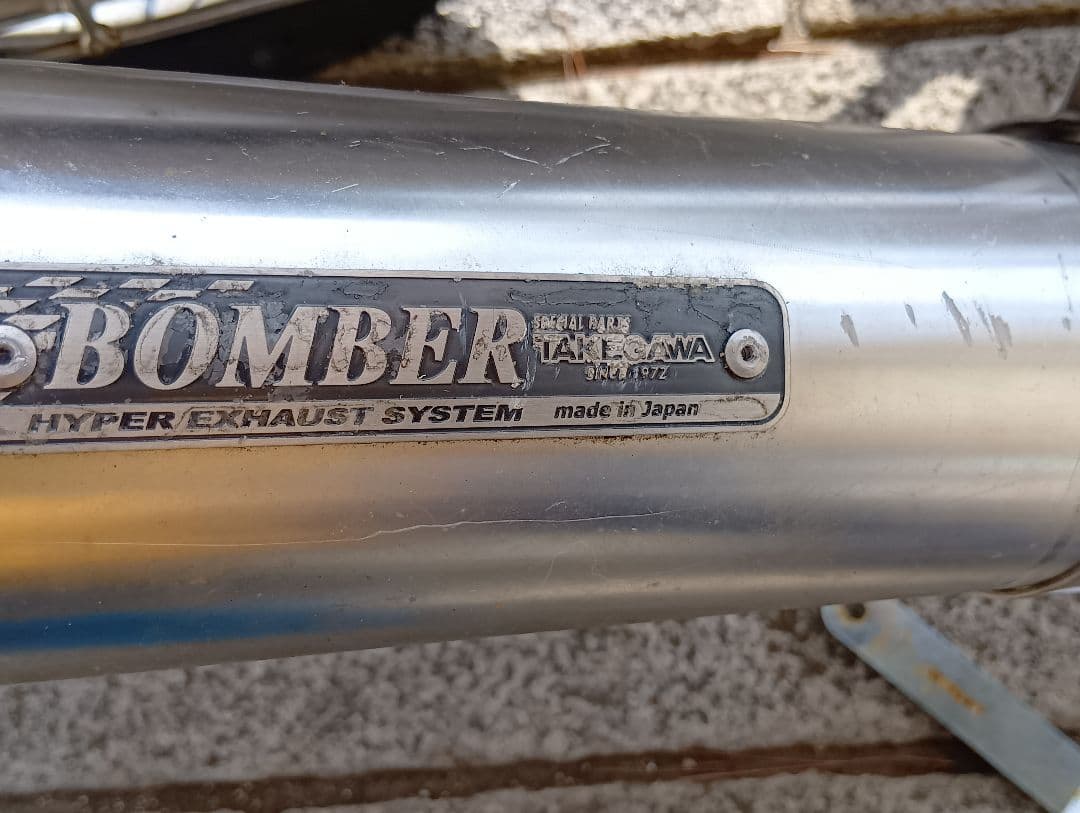 BOMBER
SPECIAL PARTS
TAKEGAWA
SINCE 1972
HYPER EXHAUST SYSTEM made in Japan